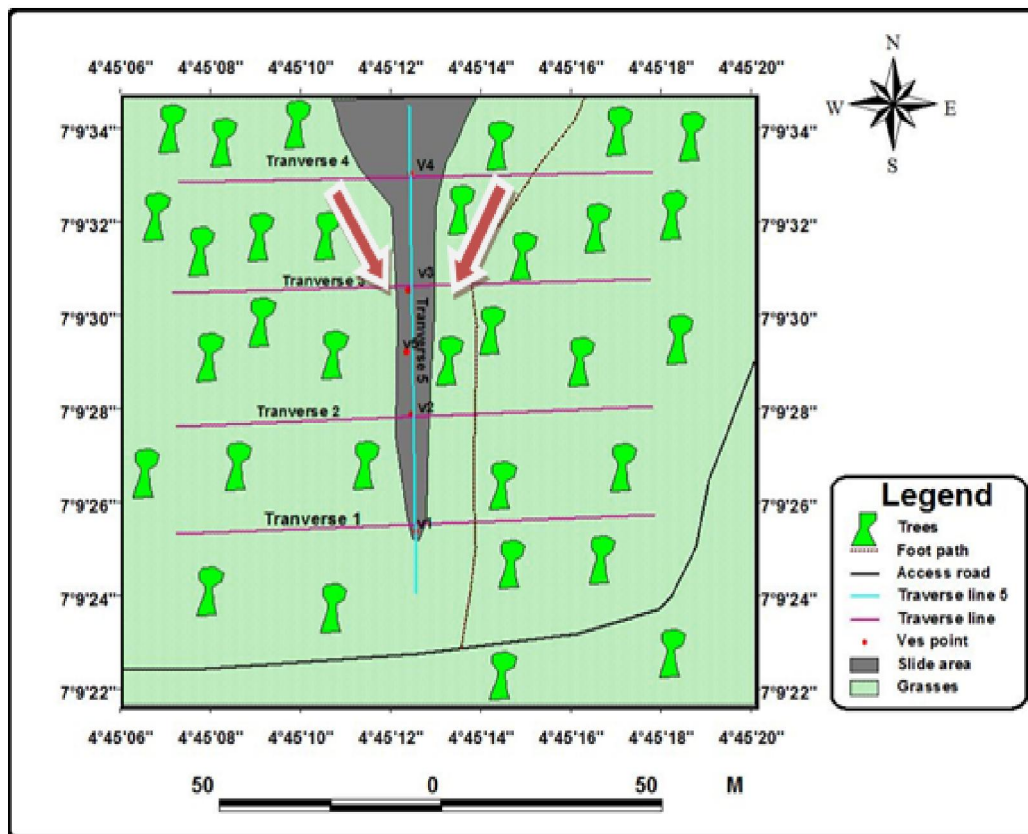 N
W E
S
4°45'06" 4°45'08" 4°45'10" 4°45'12" 4°45'14" 4°45'16" 4°45'18" 4°45'20"
7°9'34" 7°9'34"
Tranverse 4 V4
7°9'32" 7°9'32"
Tranverse 3 v3
7°9'30" 7°9'30"
Tranverse 5
v5
7°9'28" Tranverse 2 v2 7°9'28"
7°9'26" 7°9'26"
Tranverse 1 v1
7°9'24" 7°9'24"
7°9'22" 7°9'22"
4°45'06" 4°45'08" 4°45'10" 4°45'12" 4°45'14" 4°45'16" 4°45'18" 4°45'20"
50 0 50 M
Legend
Trees
Foot path
Access road
Traverse line 5
Traverse line
Ves point
Slide area
Grasses